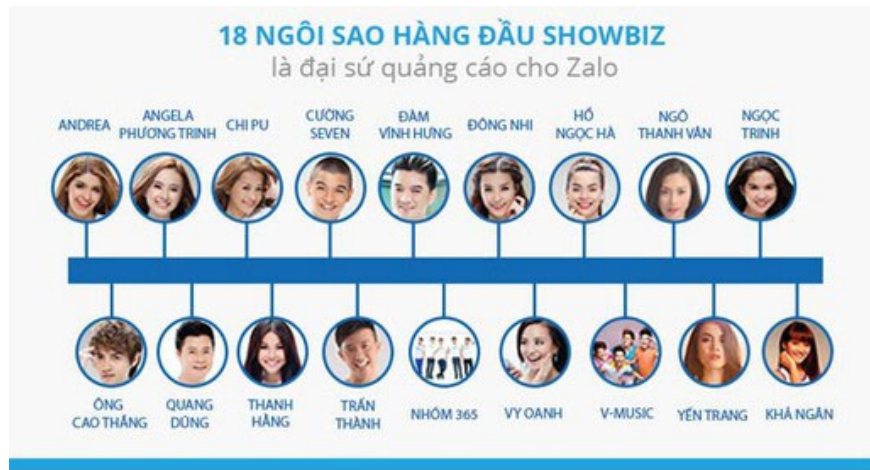 18 NGÔI SAO HÀNG ĐẦU SHOWBIZ
là đại sứ quảng cáo cho Zalo
ANDREA
ANGELA
PHƯƠNG TRINH
CHI PU
CƯỜNG
SEVEN
ĐÀM
VĨNH HƯNG
ĐÔNG NHI
HỒ
NGỌC HÀ
NGÔ
THANH VÂN
NGỌC
TRINH
ÔNG
CAO THẮNG
QUANG
DŨNG
THANH
HẰNG
TRẤN
THÀNH
NHÓM 365
VY OANH
V-MUSIC
YẾN TRANG
KHẢ NGÂN